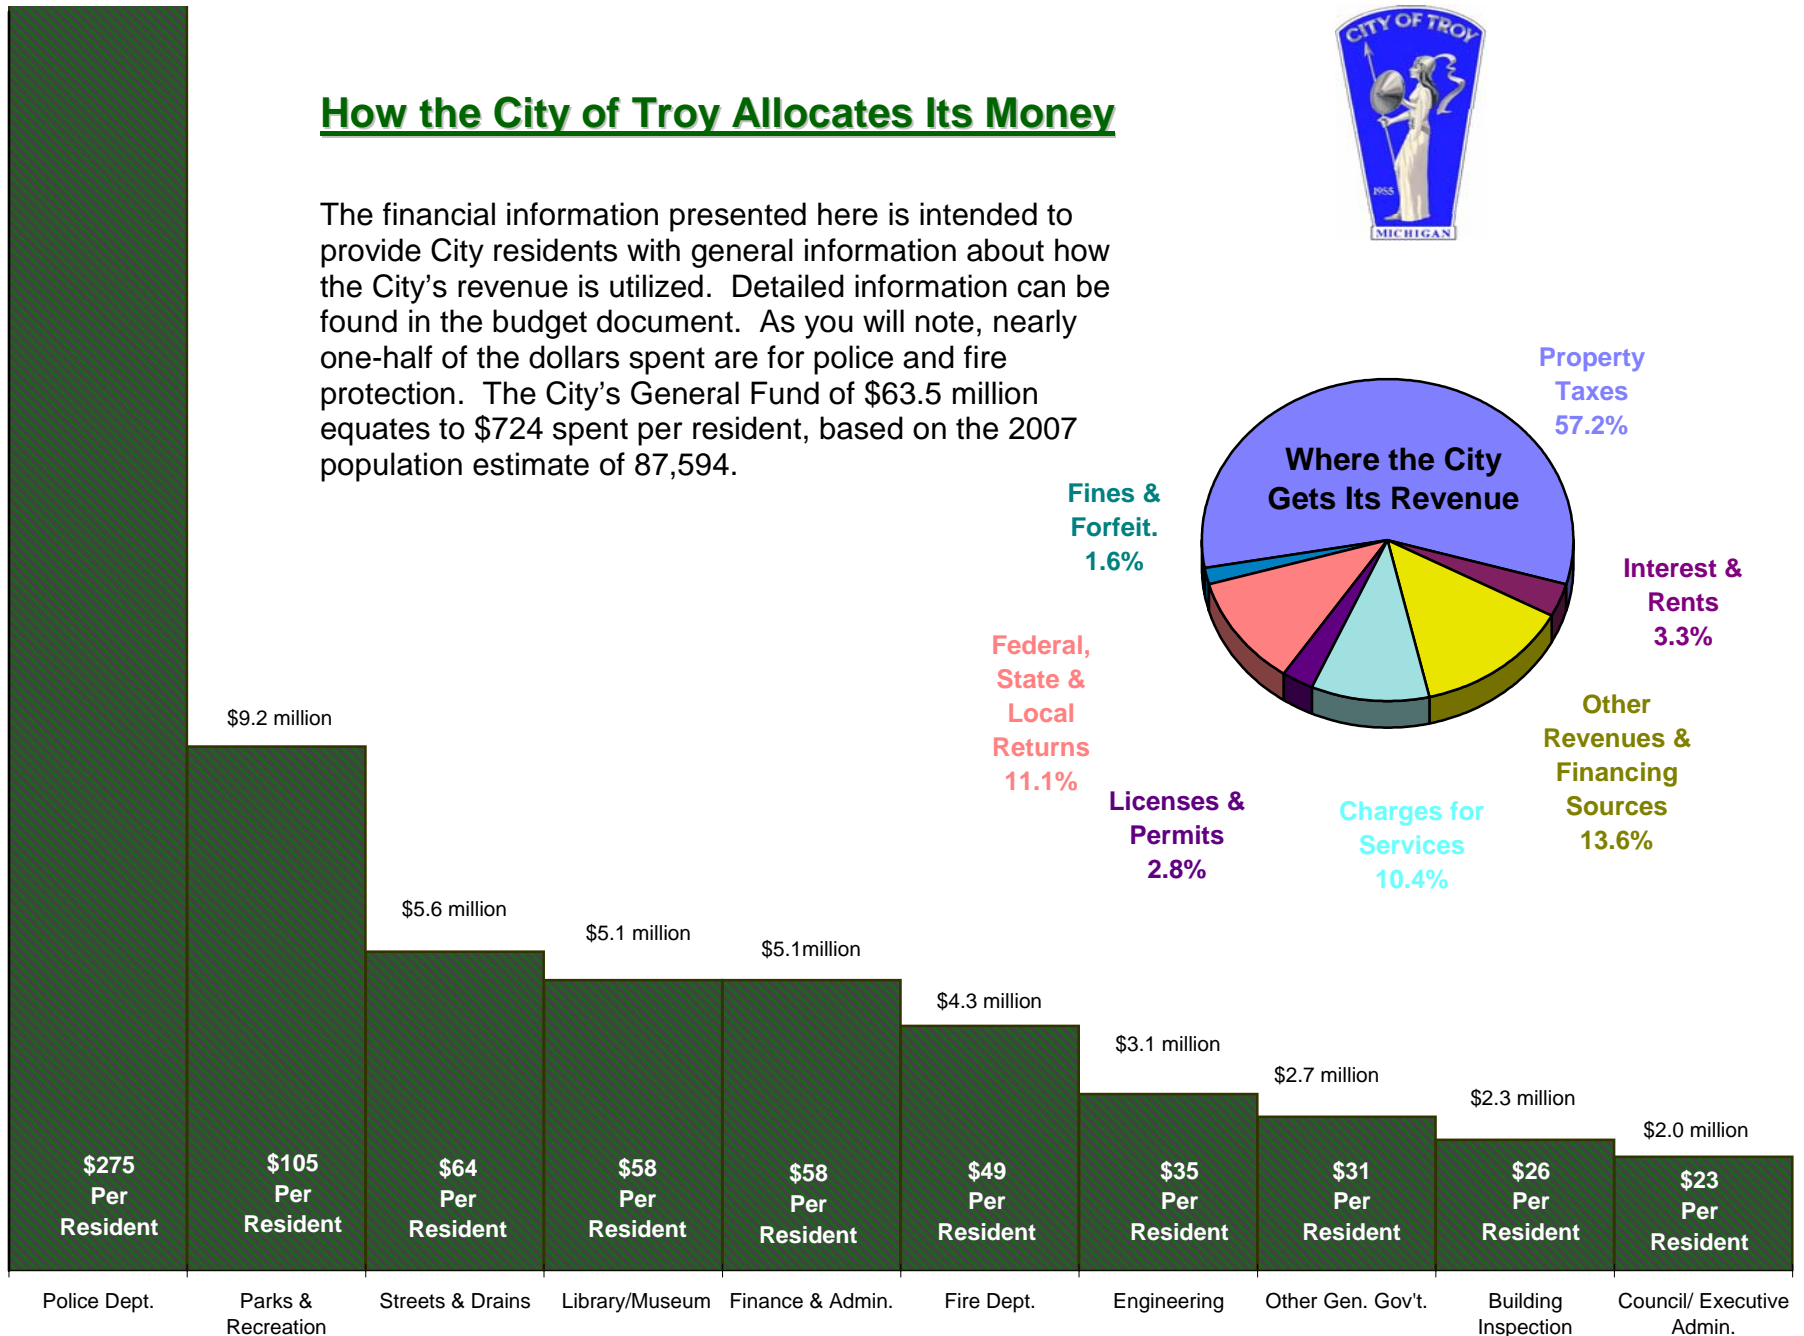 CITY OF TROY
1955
MICHIGAN
How the City of Troy Allocates Its Money
The financial information presented here is intended to
provide City residents with general information about how
the City's revenue is utilized.  Detailed information can be
found in the budget document.  As you will note, nearly
one-half of the dollars spent are for police and fire
protection.  The City's General Fund of $63.5 million
equates to $724 spent per resident, based on the 2007
population estimate of 87,594.
Where the City
Gets Its Revenue
Property
Taxes
57.2%
Interest &
Rents
3.3%
Other
Revenues &
Financing
Sources
13.6%
Charges for
Services
10.4%
Licenses &
Permits
2.8%
Federal,
State &
Local
Returns
11.1%
Fines &
Forfeit.
1.6%
$9.2 million
$5.6 million
$5.1 million
$5.1million
$4.3 million
$3.1 million
$2.7 million
$2.3 million
$2.0 million
$275
Per
Resident
$105
Per
Resident
$64
Per
Resident
$58
Per
Resident
$58
Per
Resident
$49
Per
Resident
$35
Per
Resident
$31
Per
Resident
$26
Per
Resident
$23
Per
Resident
Police Dept.
Parks &
Recreation
Streets & Drains
Library/Museum
Finance & Admin.
Fire Dept.
Engineering
Other Gen. Gov't.
Building
Inspection
Council/ Executive
Admin.